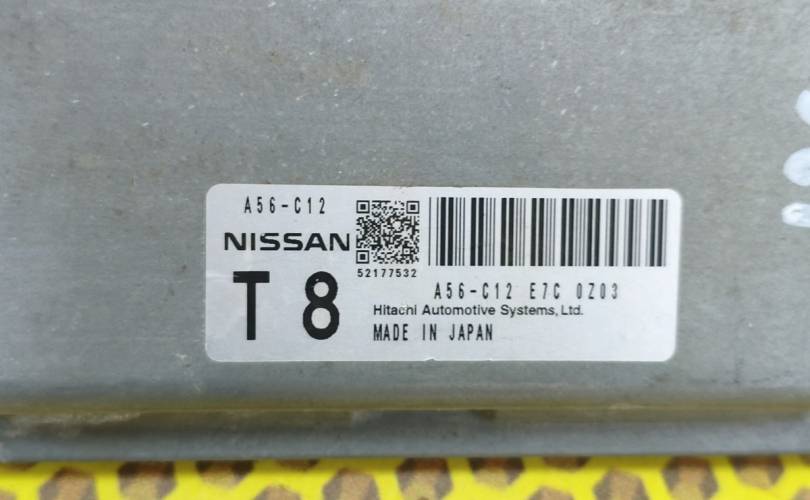 A56-C12
NISSAN
52177532
T 8
A56-C12 E7C 0Z03
Hitachi Automotive Systems, Ltd.
MADE IN JAPAN